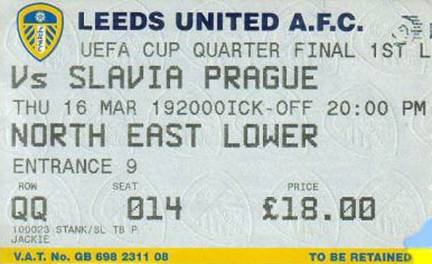 LEEDS UNITED A.F.C.
UEFA CUP QUARTER FINAL 1ST L
Vs SLAVIA PRAGUE
THU 16 MAR 192000ICK-OFF 20:00 PM
NORTH EAST LOWER
ENTRANCE 9
ROW SEAT PRICE
QQ 014 £18.00
100023 STANK/SL TB P
JACKIE
V.A.T. No. GB 698 2311 08 TO BE RETAINED